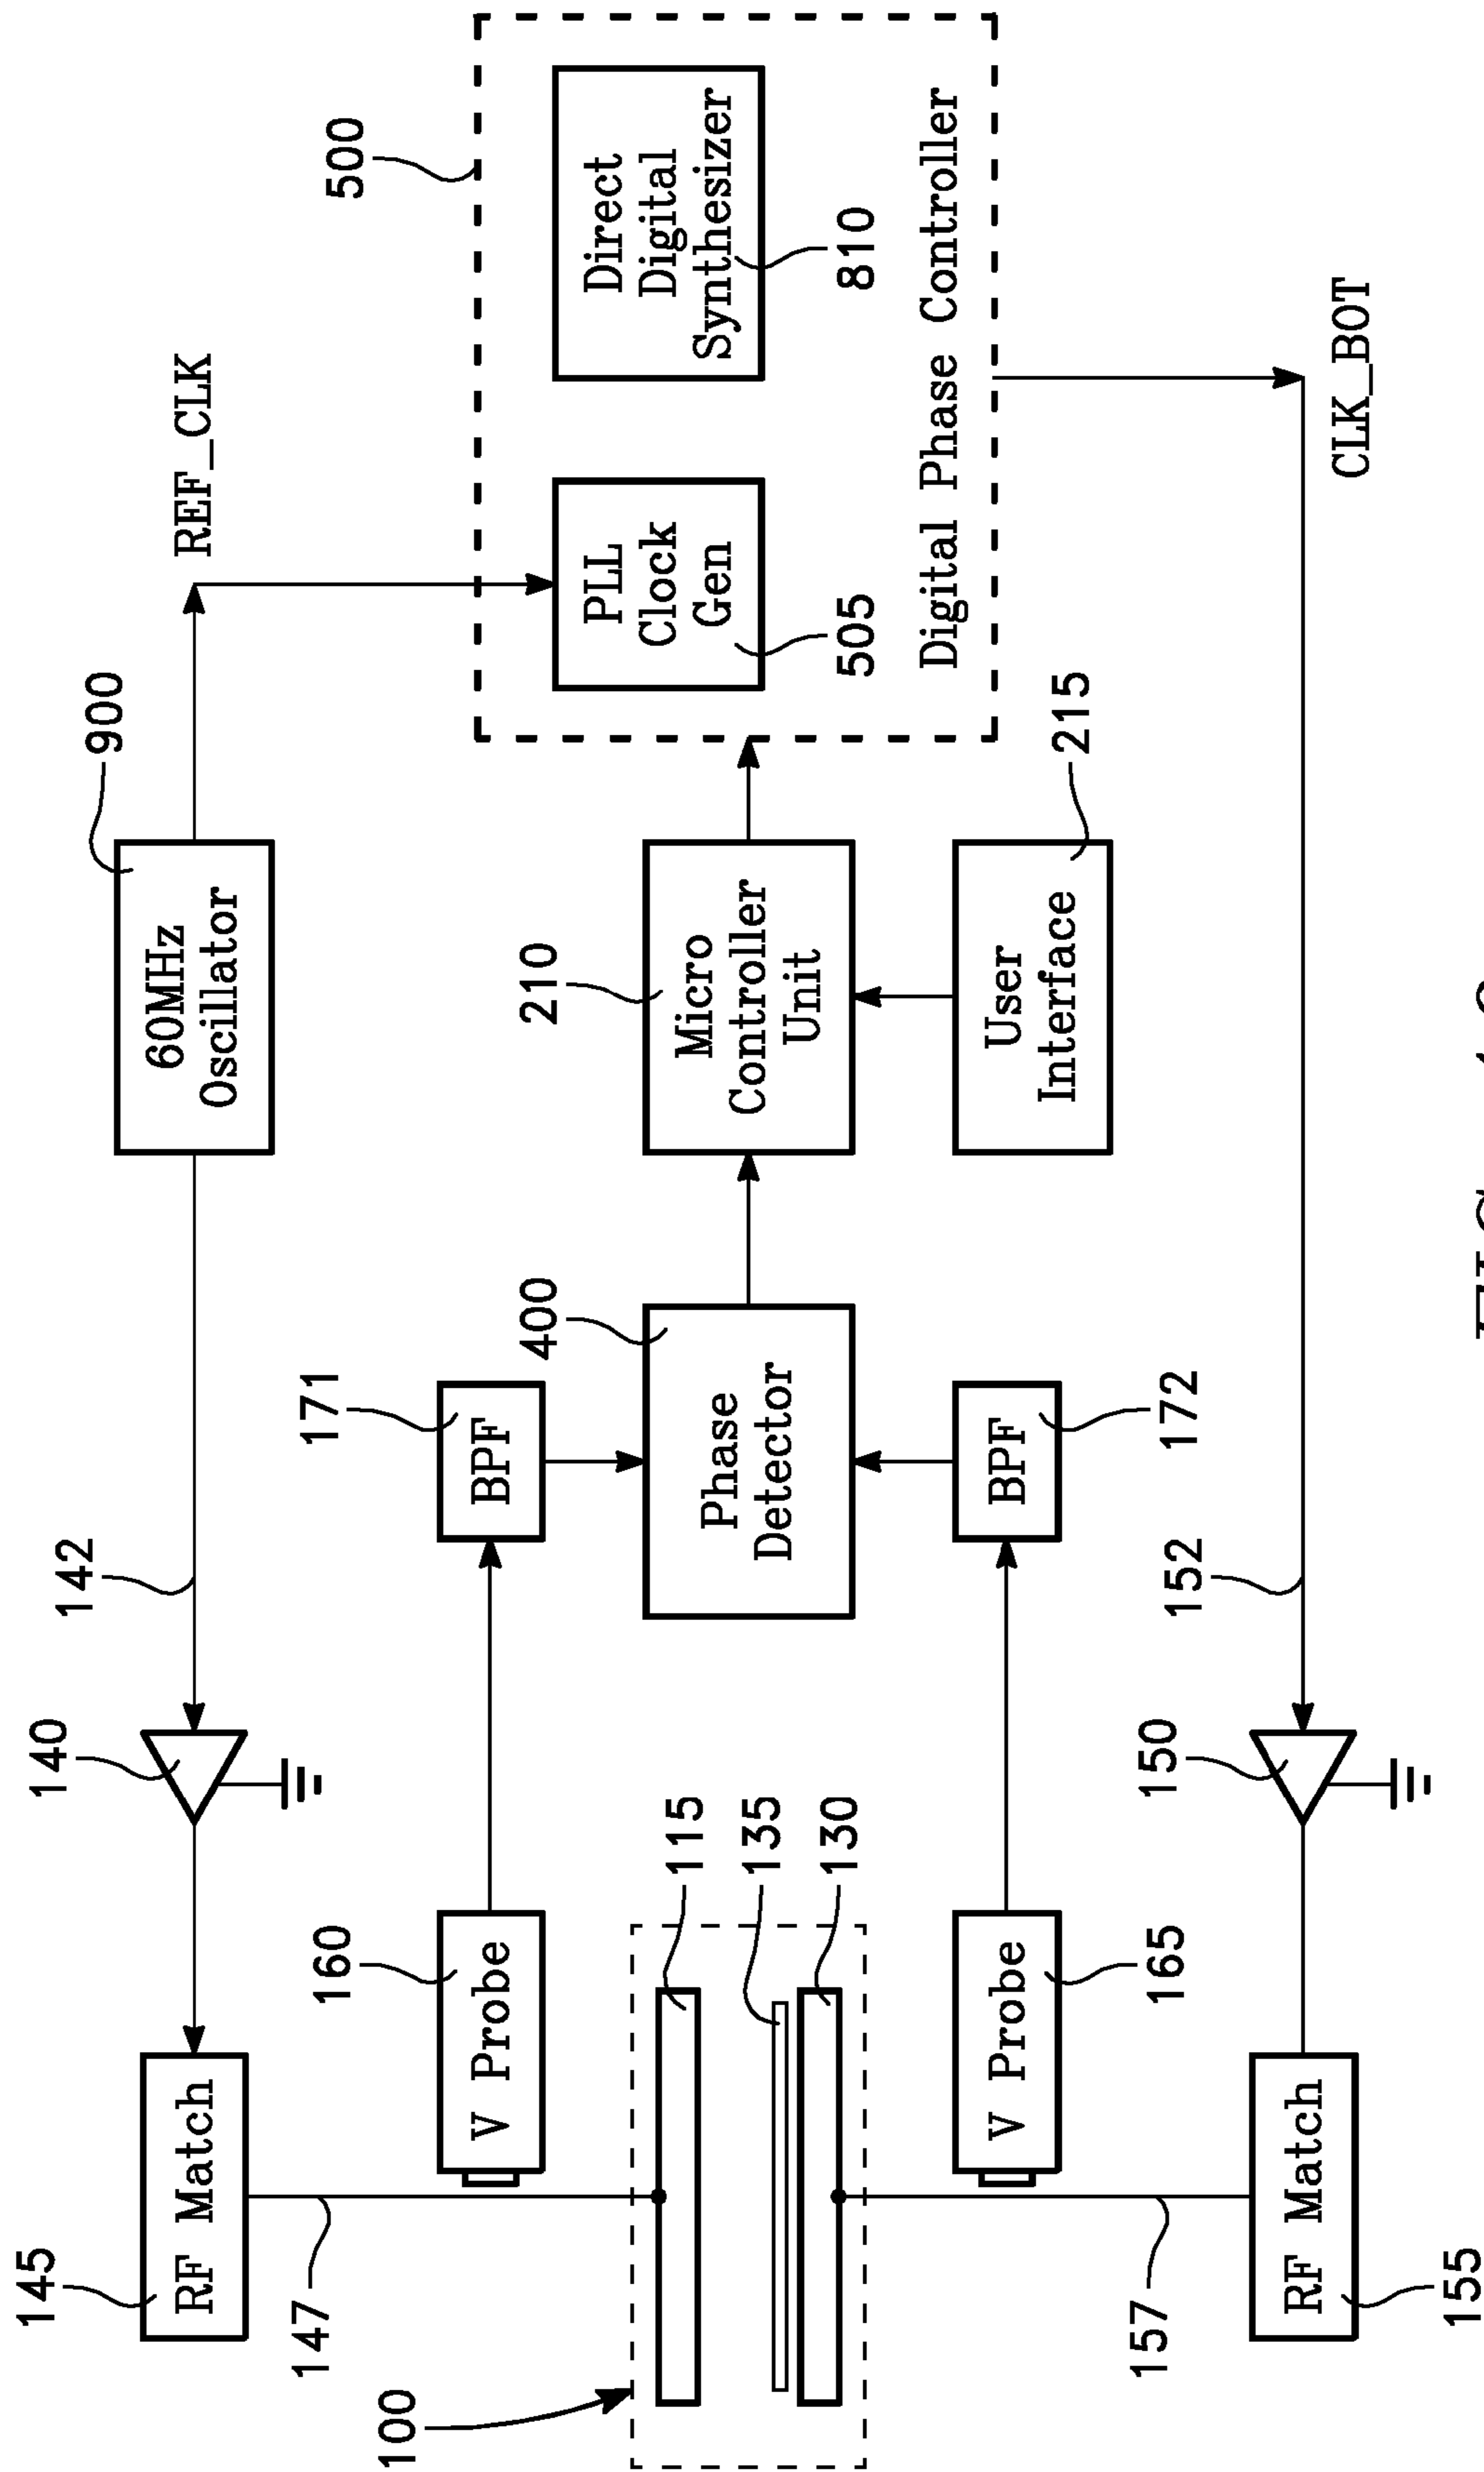 145
140
142
900
RF Match
60MHz
Oscillator
REF_CLK
147
160
171
500
100
V Probe
BPF
400
210
115
135
130
Phase
Detector
Micro
Controller
Unit
PLL
Clock
Gen
Direct
Digital
Synthesizer
505
810
Digital Phase Controller
V Probe
BPF
User
Interface
215
157
165
172
150
152
RF Match
CLK_BOT
155